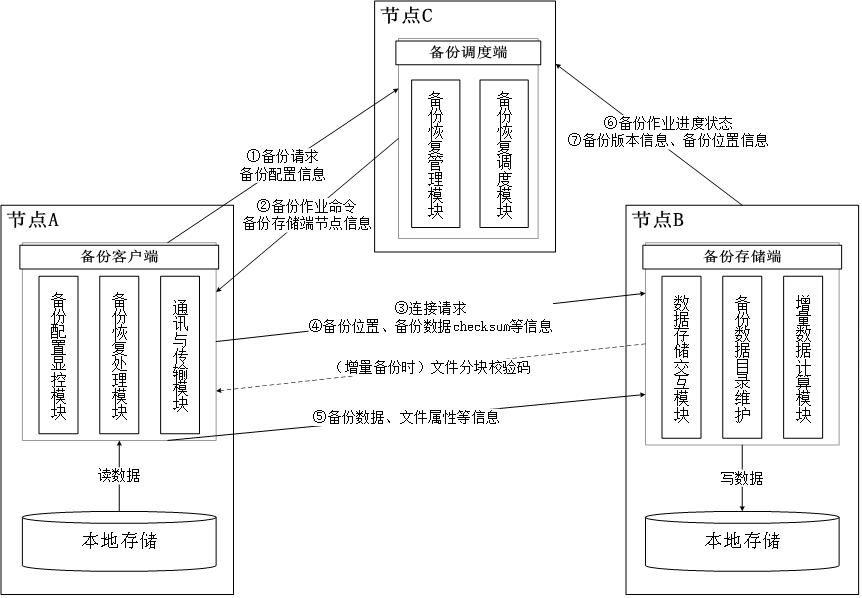 节点C
备份调度端
备份恢复管理模块
备份恢复调度模块
①备份请求
备份配置信息
②备份作业命令
备份存储端节点信息
⑥备份作业进度状态
⑦备份版本信息、备份位置信息
节点A
备份客户端
备份配置显控模块
备份恢复处理模块
通讯与传输模块
读数据
本地存储
③连接请求
④备份位置、备份数据checksum等信息
（增量备份时）文件分块校验码
⑤备份数据、文件属性等信息
节点B
备份存储端
数据存储交互模块
备份数据目录维护
增量数据计算模块
写数据
本地存储